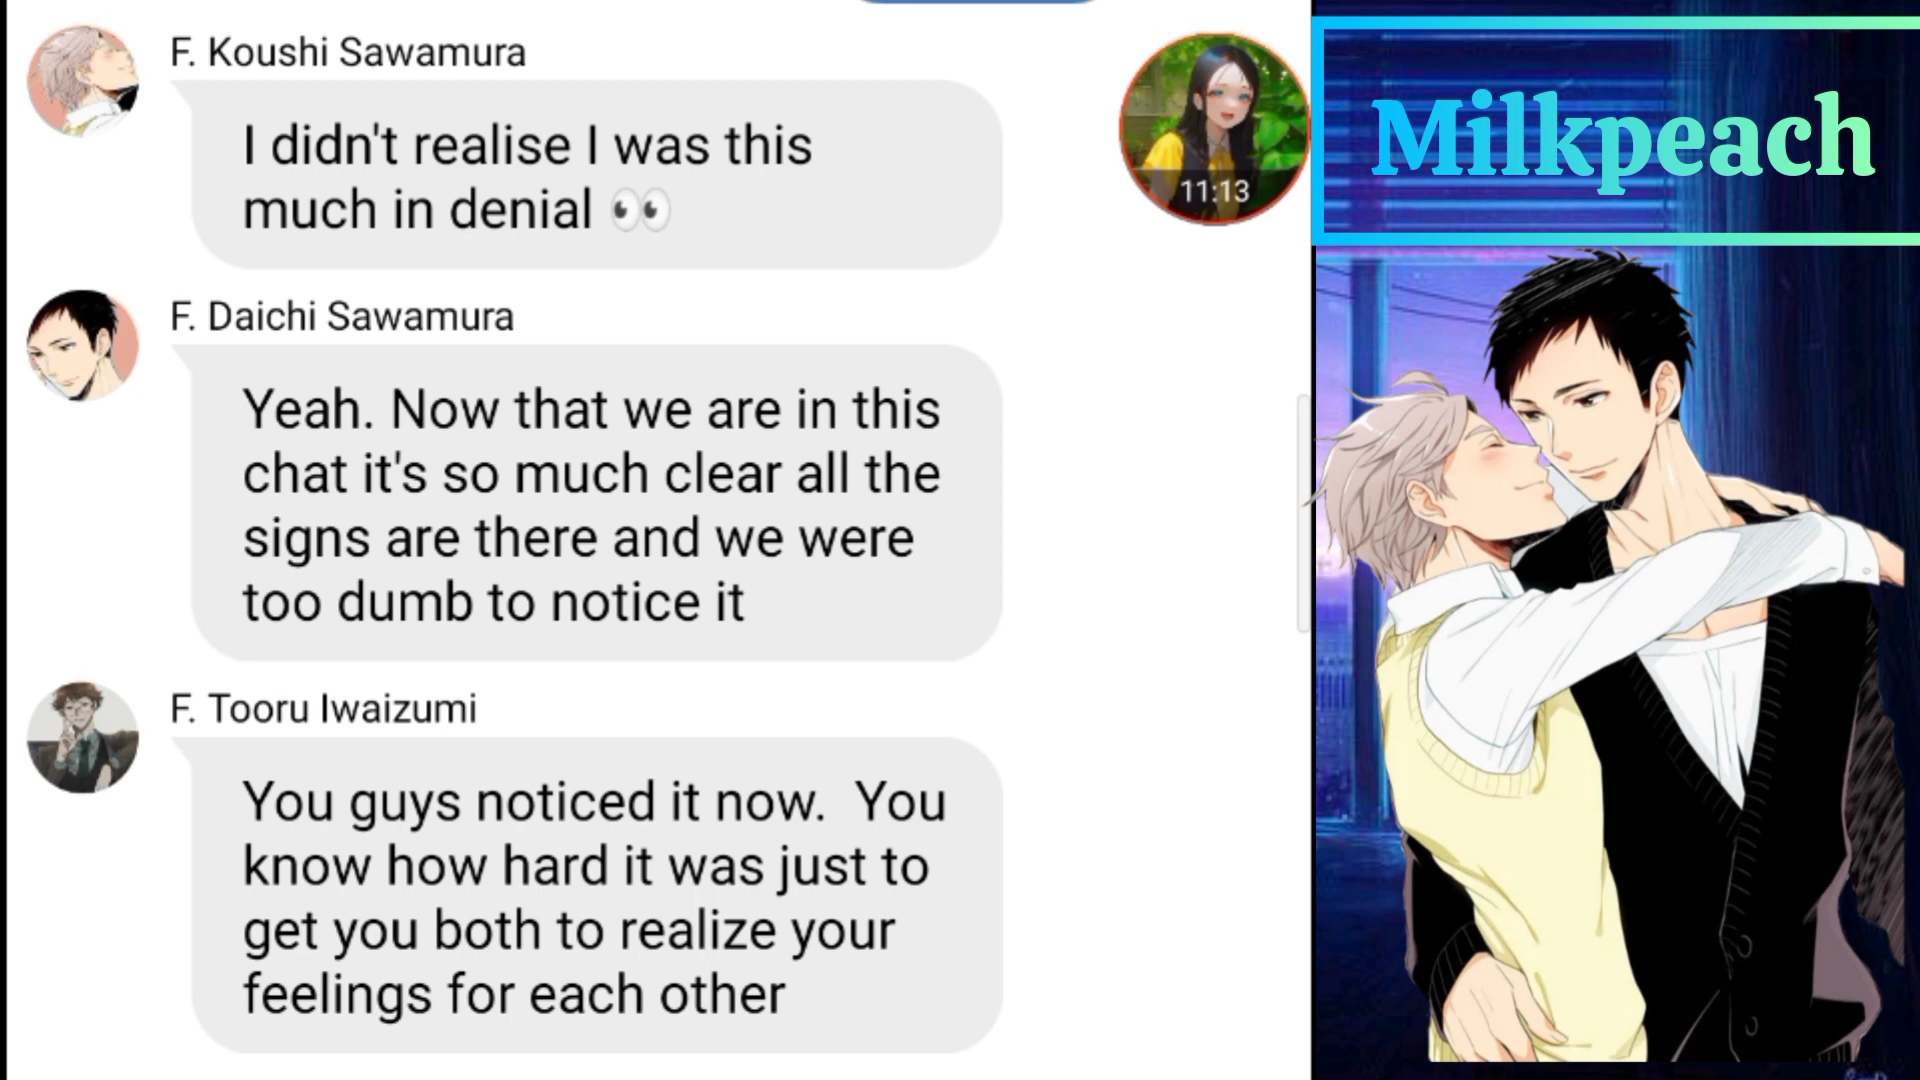 F. Koushi Sawamura
I didn't realise I was this
much in denial 👀
11:13
Milkpeach
F. Daichi Sawamura
Yeah. Now that we are in this
chat it's so much clear all the
signs are there and we were
too dumb to notice it
F. Tooru Iwaizumi
You guys noticed it now.  You
know how hard it was just to
get you both to realize your
feelings for each other